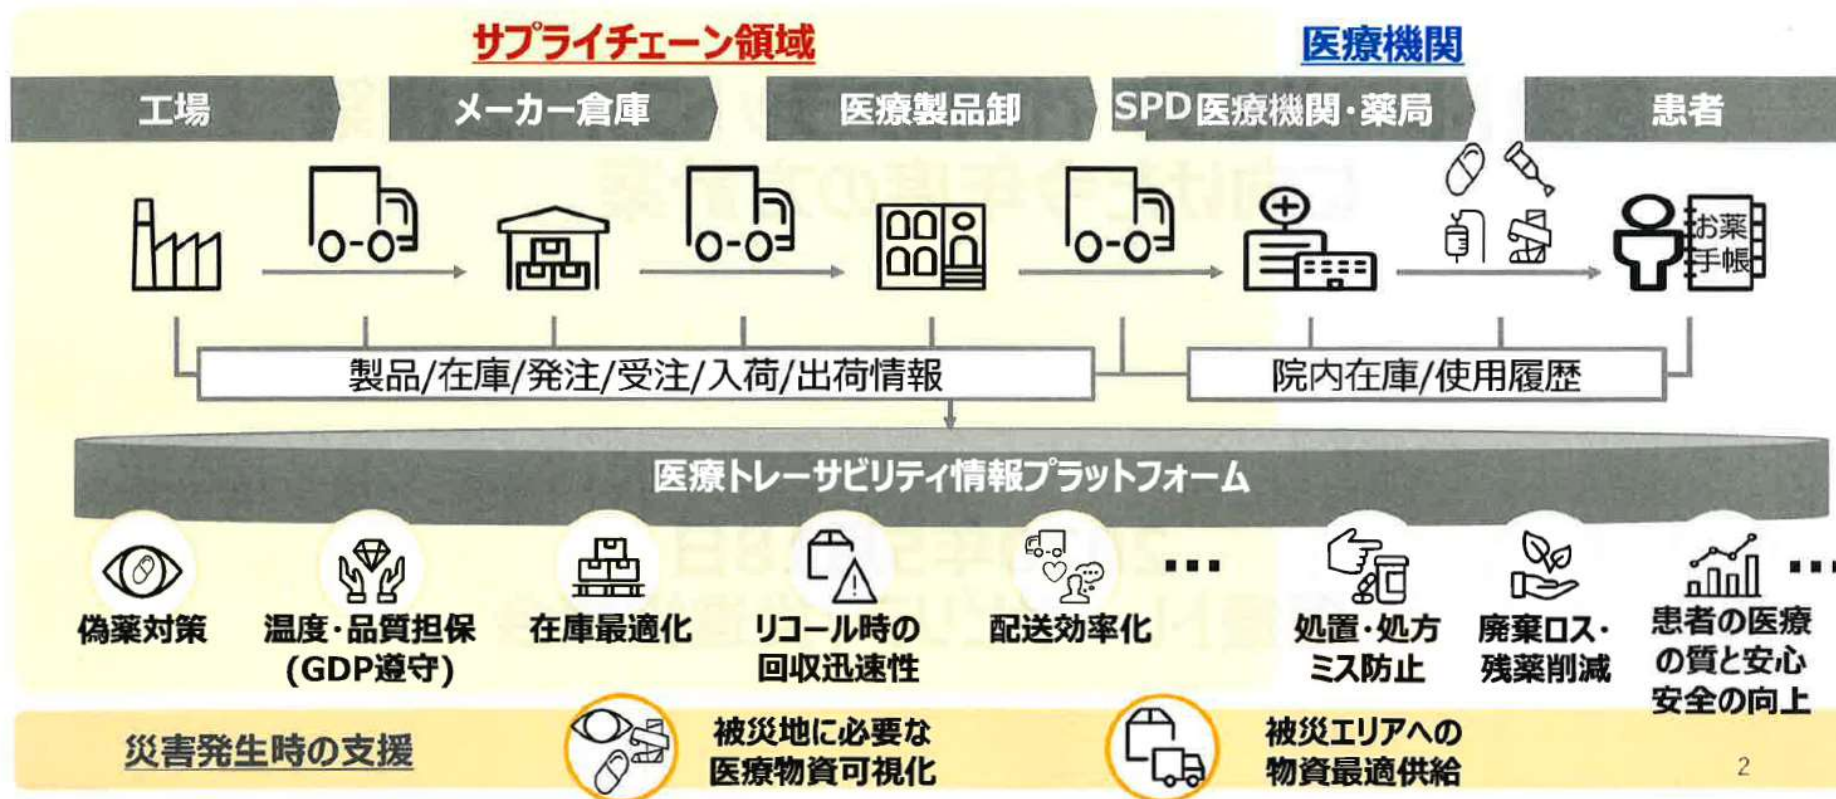 サプライチェーン領域
医療機関
工場
メーカー倉庫
医療製品卸
SPD医療機関・薬局
患者
お薬
手帳
製品/在庫/発注/受注/入荷/出荷情報
院内在庫/使用履歴
医療トレーサビリティ情報プラットフォーム
偽薬対策
温度・品質担保
(GDP遵守)
在庫最適化
リコール時の
回収迅速性
配送効率化
…
処置・処方
ミス防止
廃棄ロス・
残薬削減
患者の医療
の質と安心
安全の向上
…
災害発生時の支援
被災地に必要な
医療物資可視化
被災エリアへの
物資最適供給
2